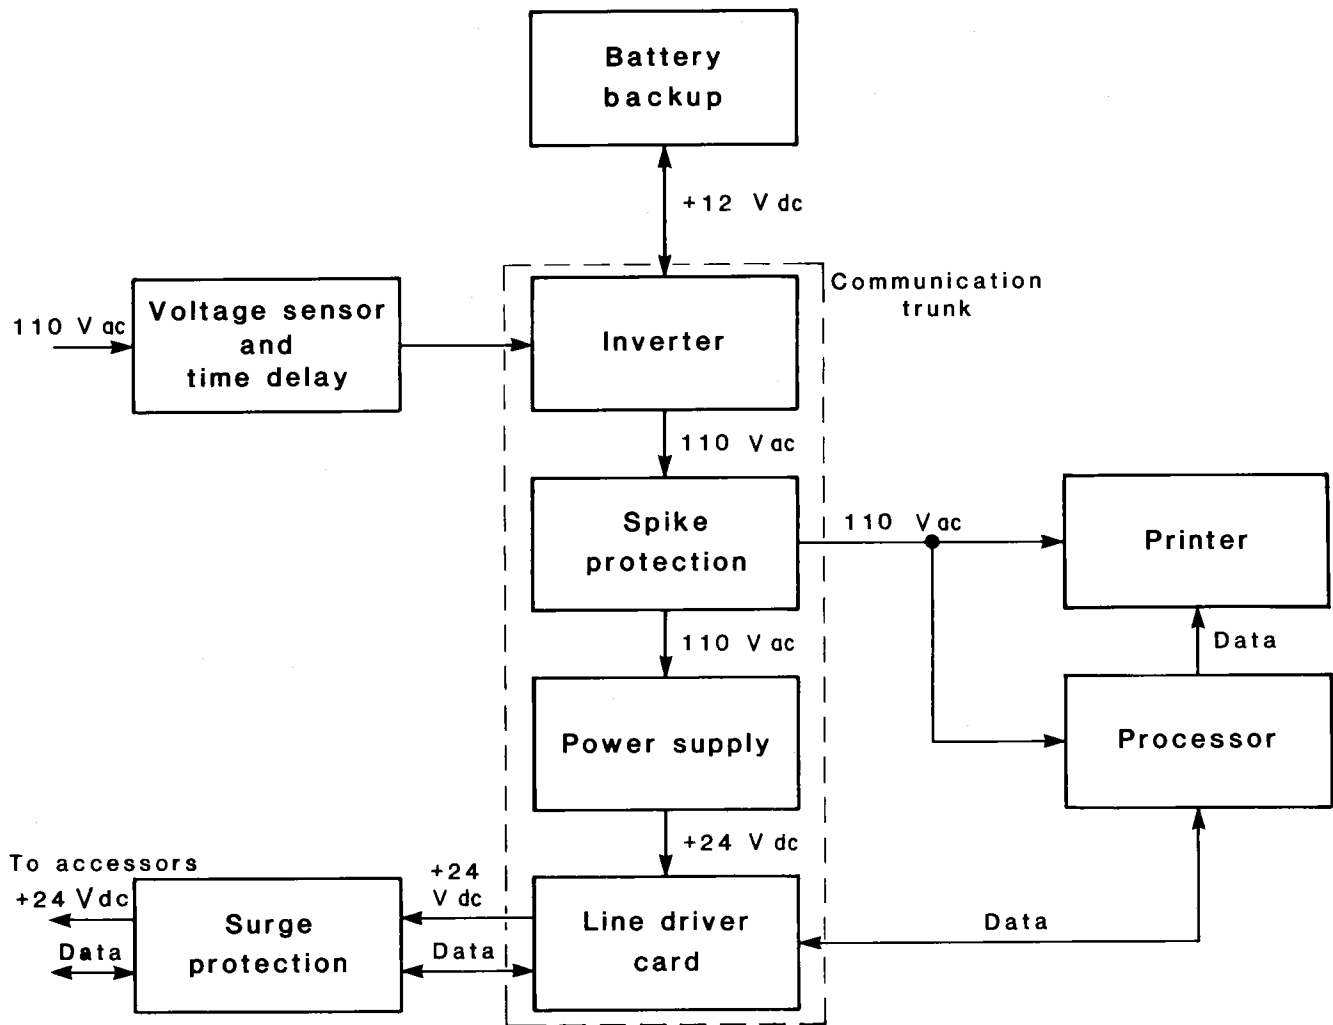 Battery
backup
+12 V dc
Communication
trunk
110 V ac
Voltage sensor
and
time delay
Inverter
110 V ac
Spike
protection
110 V ac
Printer
110 V ac
Data
Power supply
Processor
+24 V dc
To accessors
+24 V dc
Data
Surge
protection
+24
V dc
Data
Line driver
card
Data